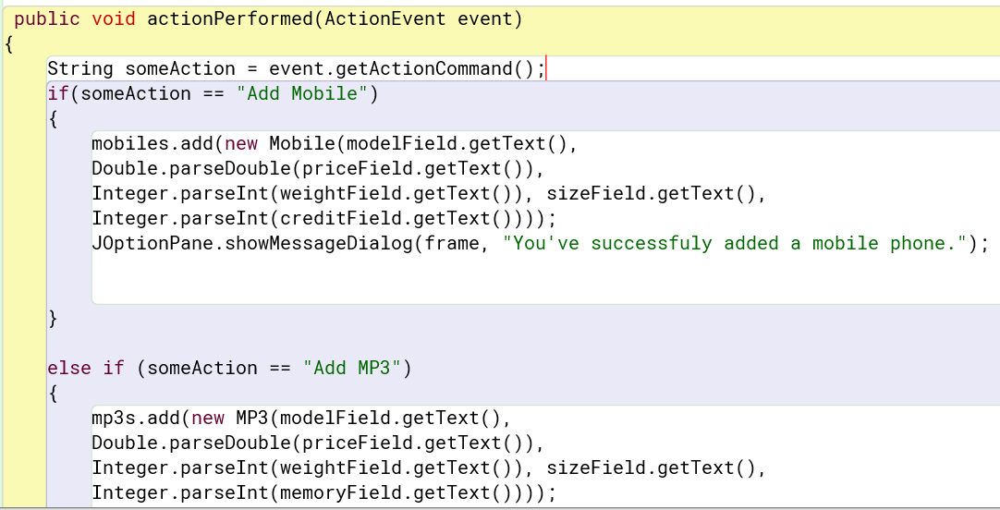 public void actionPerformed(ActionEvent event)
{
String someAction = event.getActionCommand();
if(someAction == "Add Mobile")
{
mobiles.add(new Mobile(modelField.getText(),
Double.parseDouble(priceField.getText()),
Integer.parseInt(weightField.getText()), sizeField.getText(),
Integer.parseInt(creditField.getText())));
JOptionPane.showMessageDialog(frame, "You've successfuly added a mobile phone.");
}
else if (someAction == "Add MP3")
{
mp3s.add(new MP3(modelField.getText(),
Double.parseDouble(priceField.getText()),
Integer.parseInt(weightField.getText()), sizeField.getText(),
Integer.parseInt(memoryField.getText())));